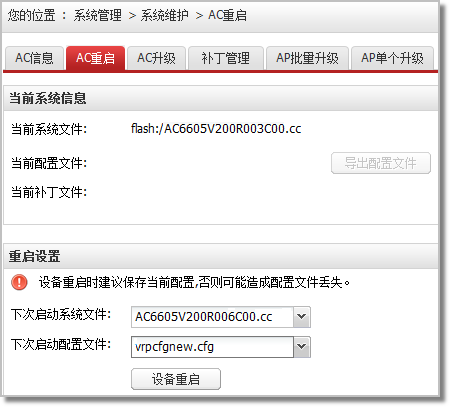 您的位置 : 系统管理 > 系统维护 > AC重启
AC信息 AC重启 AC升级 补丁管理 AP批量升级 AP单个升级
当前系统信息
当前系统文件: flash:/AC6605V200R003C00.cc
当前配置文件: 导出配置文件
当前补丁文件:
重启设置
设备重启时建议保存当前配置,否则可能造成配置文件丢失。
下次启动系统文件: AC6605V200R006C00.cc
下次启动配置文件: vrpcfgnew.cfg
设备重启